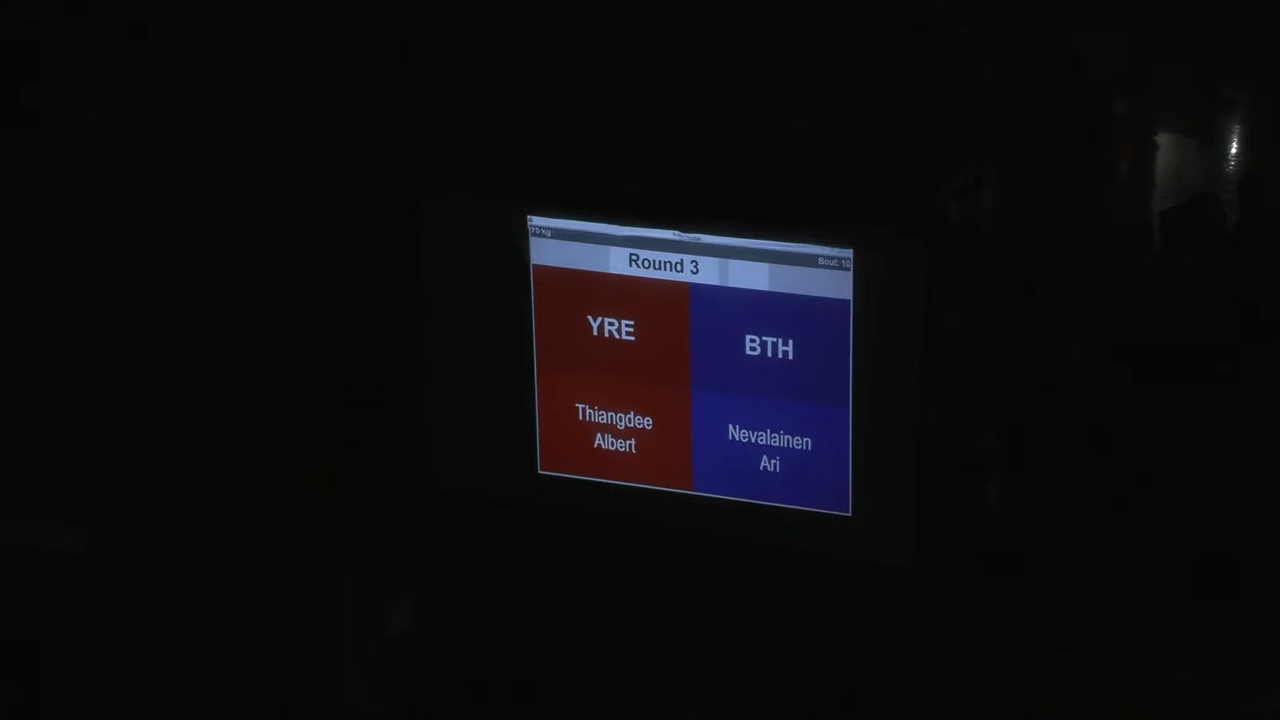 75 Kg
Bout: 10
Round 3
YRE
BTH
Thiangdee
Albert
Nevalainen
Ari